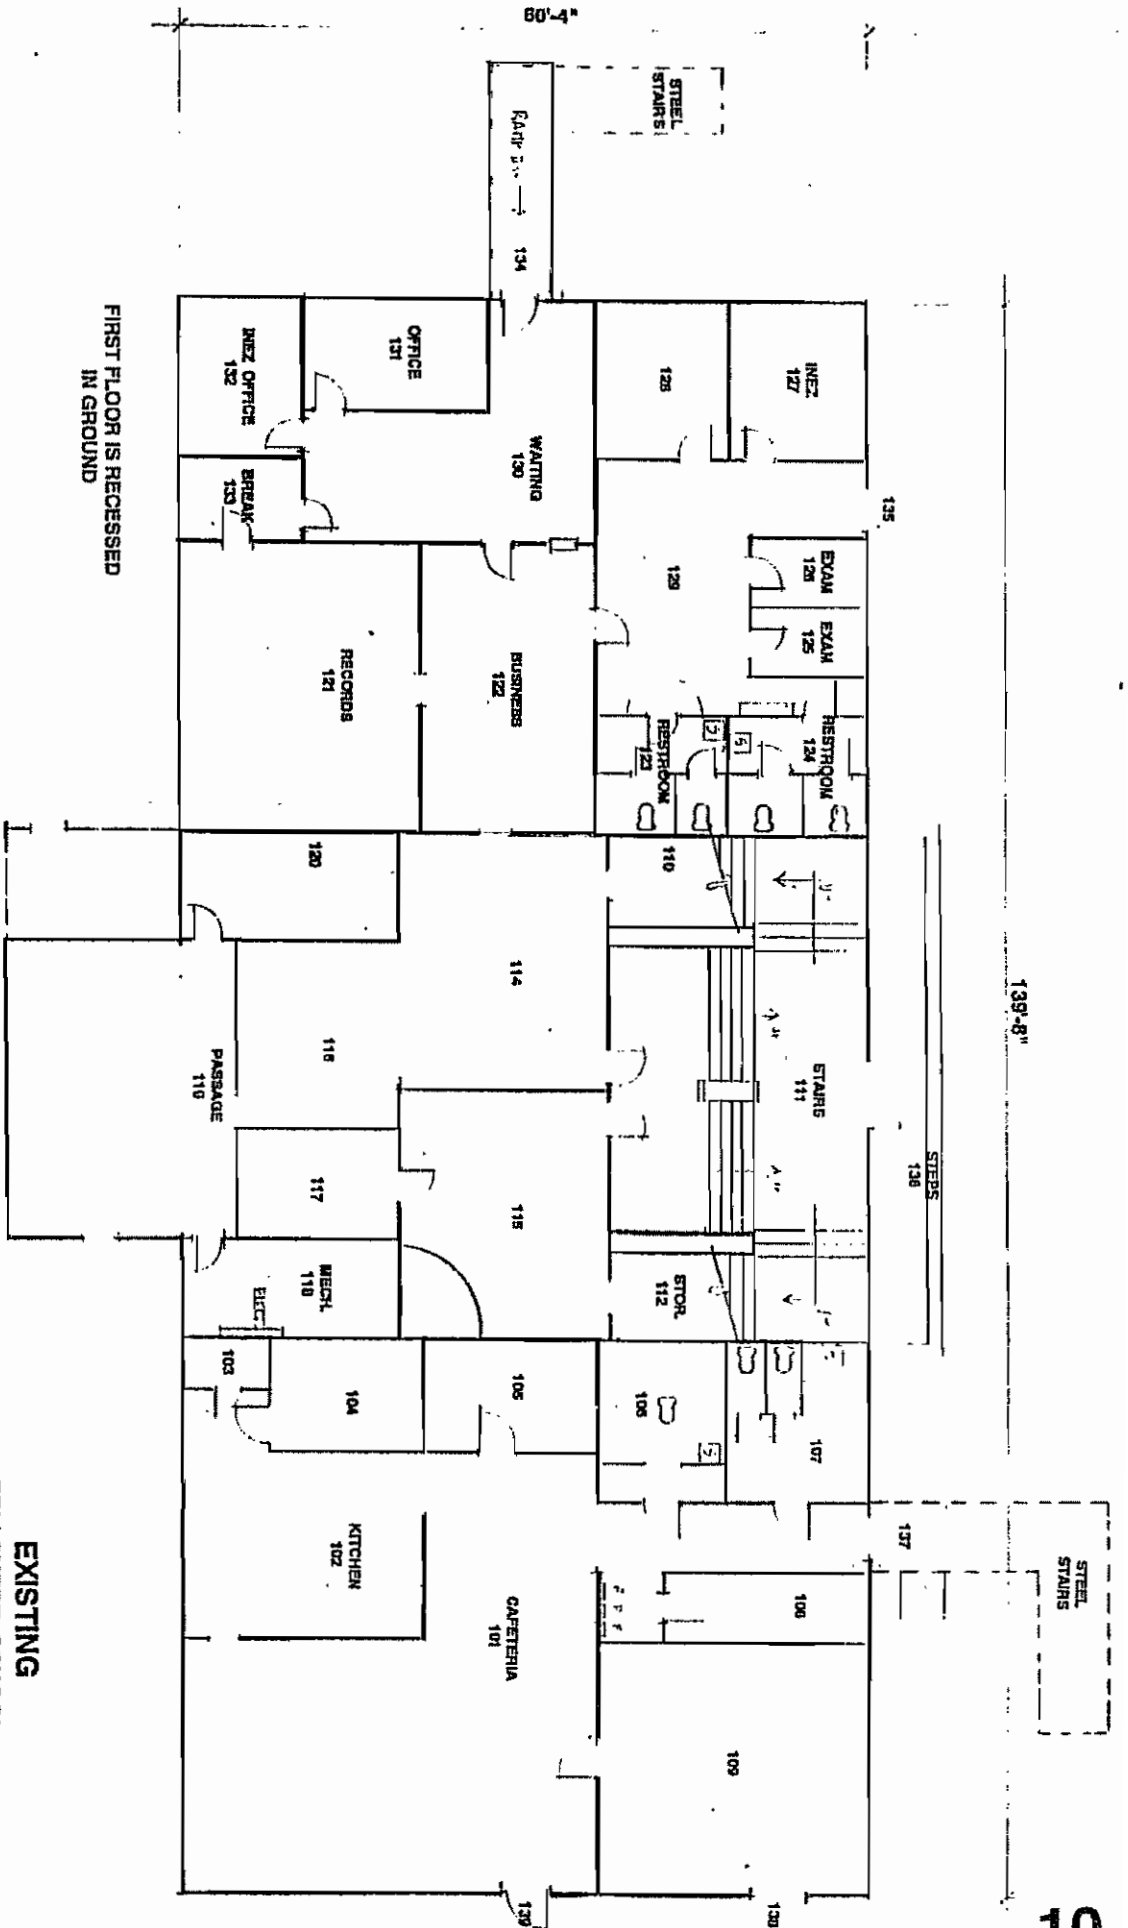 60'-4"
STEEL
STAIRS
134
139'-8"
INEZ
127
128
OFFICE
131
INEZ OFFICE
132
WAITING
130
BREAK
133
135
FIRST FLOOR IS RECESSED
IN GROUND
EXAM
126
EXAM
125
129
BUSINESS
122
RECORDS
121
RESTROOM
124
RESTROOM
123
110
120
114
116
STAIRS
111
PASSAGE
119
STEPS
136
117
115
STOR.
112
MECH.
118
ELEC
103
104
105
106
107
137
STEEL
STAIRS
KITCHEN
102
CAFETERIA
101
F F F
108
109
138
139
EXISTING